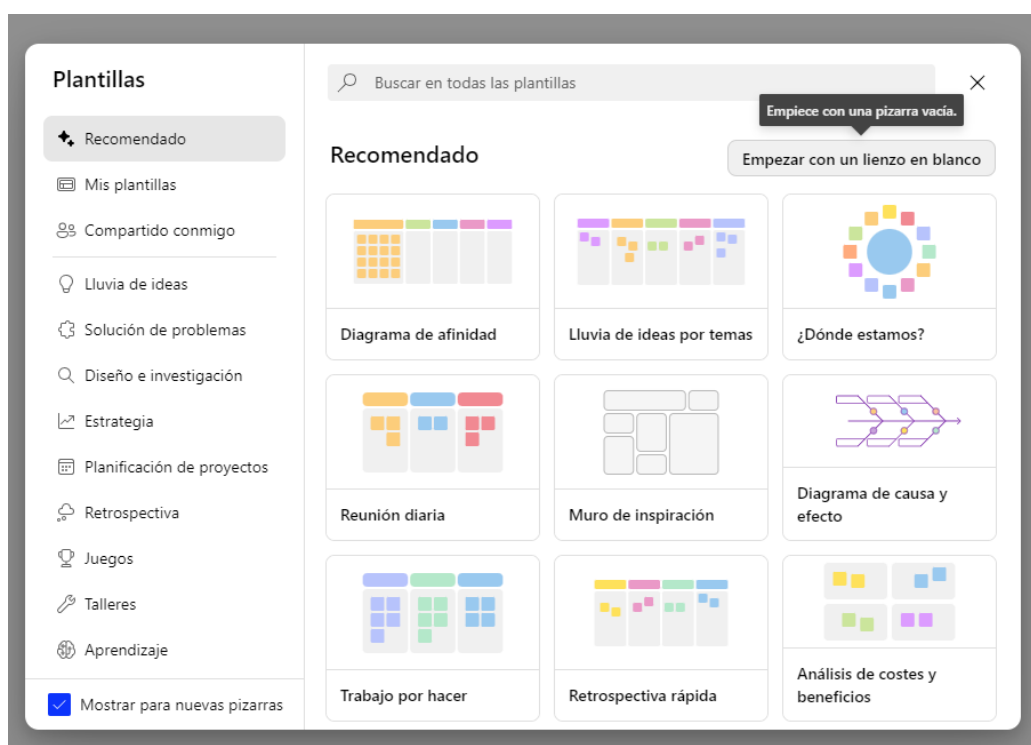 Plantillas
Recomendado
Mis plantillas
Compartido conmigo
Lluvia de ideas
Solución de problemas
Diseño e investigación
Estrategia
Planificación de proyectos
Retrospectiva
Juegos
Talleres
Aprendizaje
Mostrar para nuevas pizarras
Buscar en todas las plantillas
Empiece con una pizarra vacía.
Recomendado
Empezar con un lienzo en blanco
Diagrama de afinidad
Lluvia de ideas por temas
¿Dónde estamos?
Reunión diaria
Muro de inspiración
Diagrama de causa y
efecto
Trabajo por hacer
Retrospectiva rápida
Análisis de costes y
beneficios